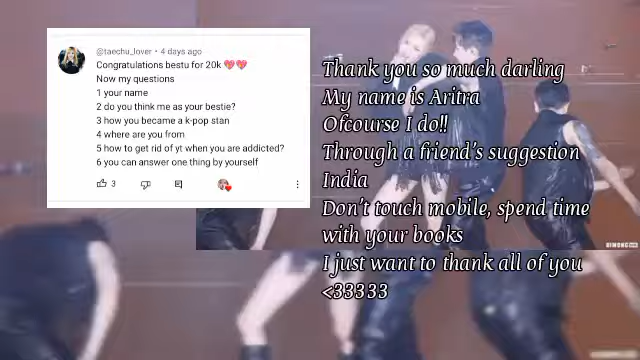 @taechu_lover • 4 days ago
Congratulations bestu for 20k 💖💖
Now my questions
1 your name
2 do you think me as your bestie?
3 how you became a k-pop stan
4 where are you from
5 how to get rid of yt when you are addicted?
6 you can answer one thing by yourself
3
Thank you so much darling
My name is Aritra
Ofcourse I do!!
Through a friend's suggestion
India
Don't touch mobile, spend time
with your books
I just want to thank all of you
<33333